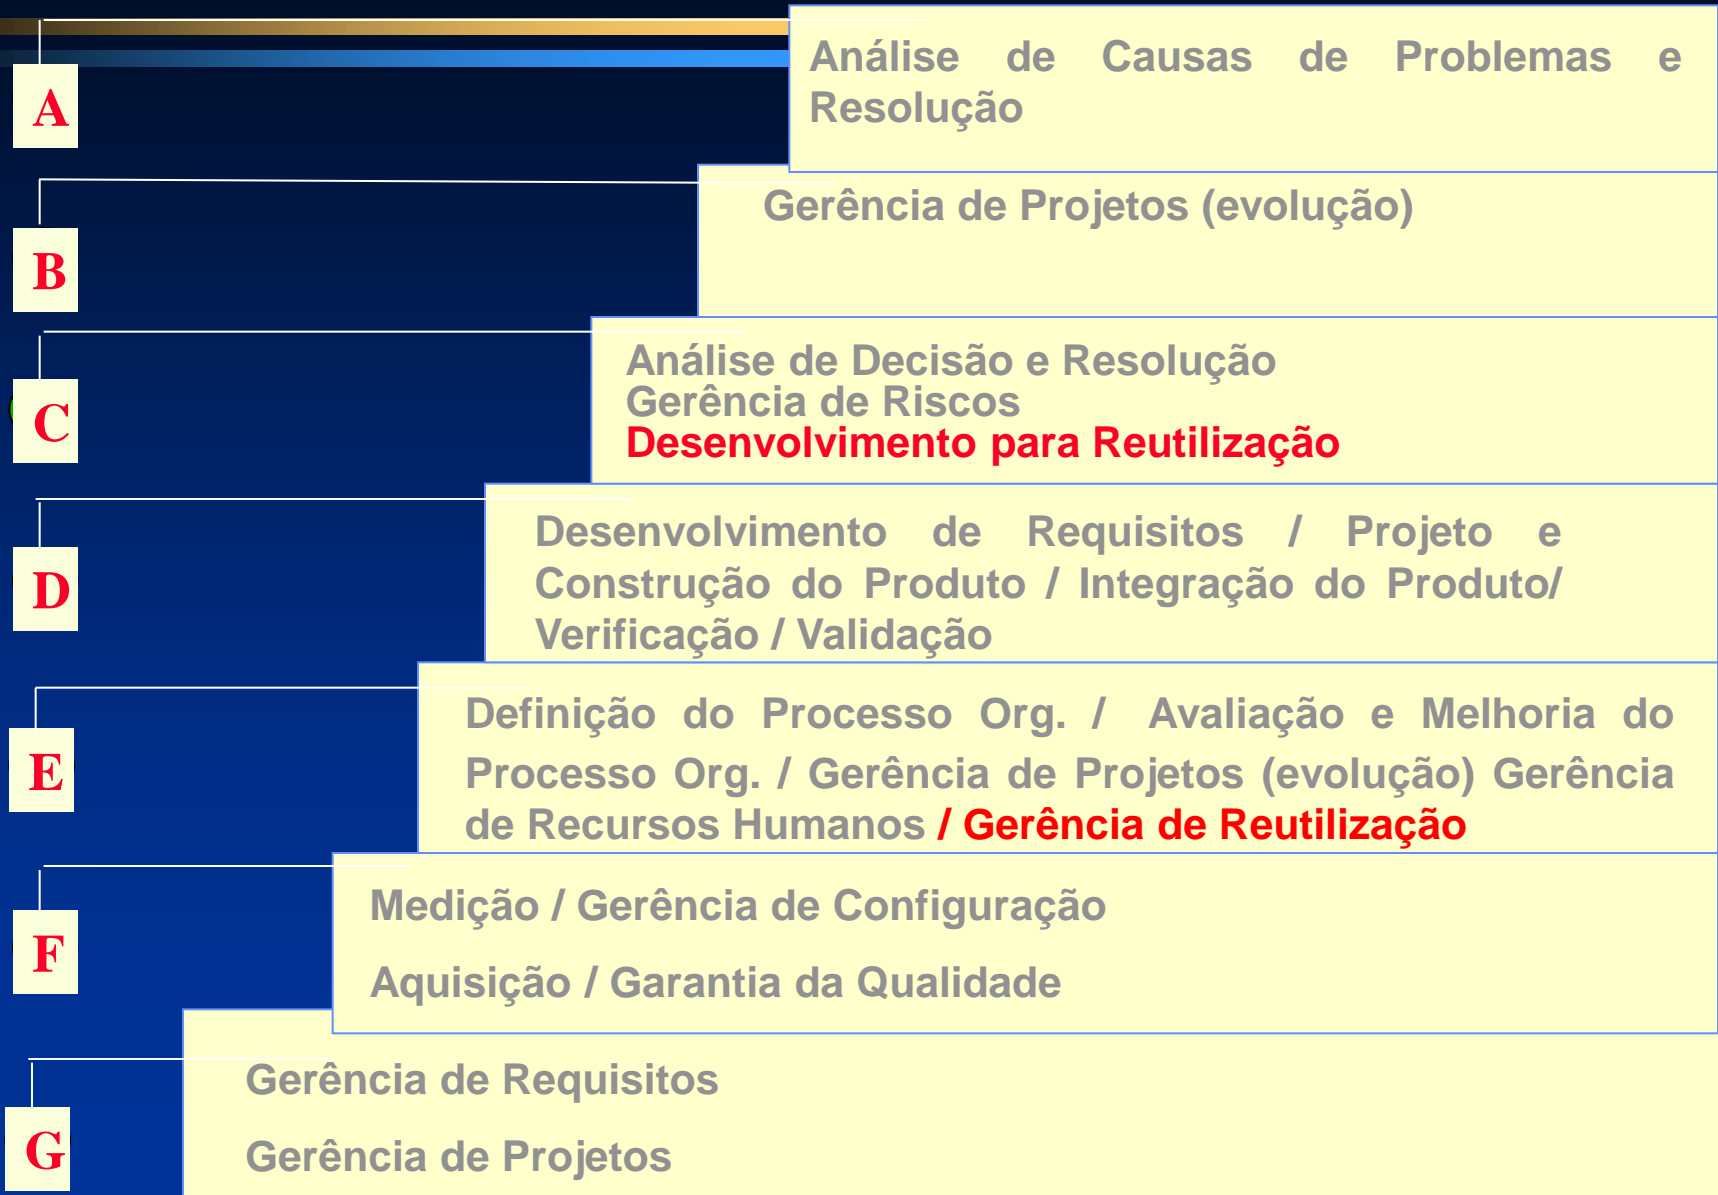 A
Análise de Causas de Problemas e
Resolução
B
Gerência de Projetos (evolução)
C
Análise de Decisão e Resolução
Gerência de Riscos
Desenvolvimento para Reutilização
D
Desenvolvimento de Requisitos / Projeto e
Construção do Produto / Integração do Produto/
Verificação / Validação
E
Definição do Processo Org. / Avaliação e Melhoria do
Processo Org. / Gerência de Projetos (evolução) Gerência
de Recursos Humanos / Gerência de Reutilização
F
Medição / Gerência de Configuração
Aquisição / Garantia da Qualidade
G
Gerência de Requisitos
Gerência de Projetos